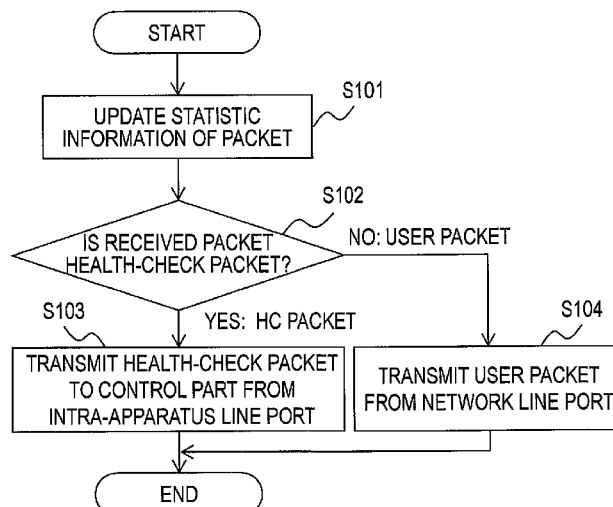 START
S101
UPDATE STATISTIC
INFORMATION OF PACKET
S102
IS RECEIVED PACKET
HEALTH-CHECK PACKET?
NO: USER PACKET
S103
YES: HC PACKET
S104
TRANSMIT HEALTH-CHECK PACKET
TO CONTROL PART FROM
INTRA-APPARATUS LINE PORT
TRANSMIT USER PACKET
FROM NETWORK LINE PORT
END